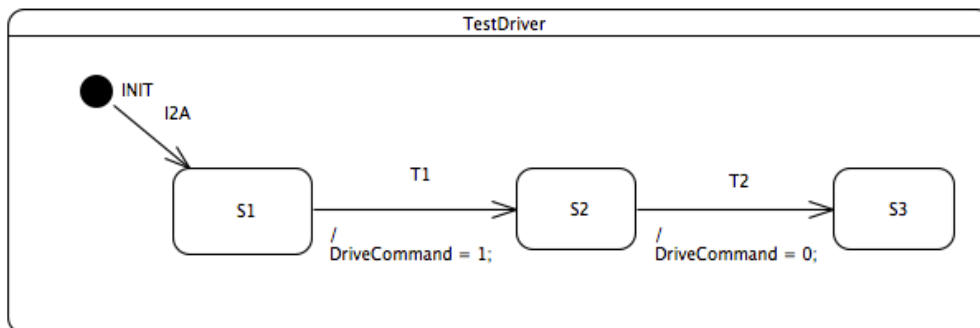 TestDriver
INIT
I2A
T1
T2
S1
S2
S3
/
DriveCommand = 1;
/
DriveCommand = 0;